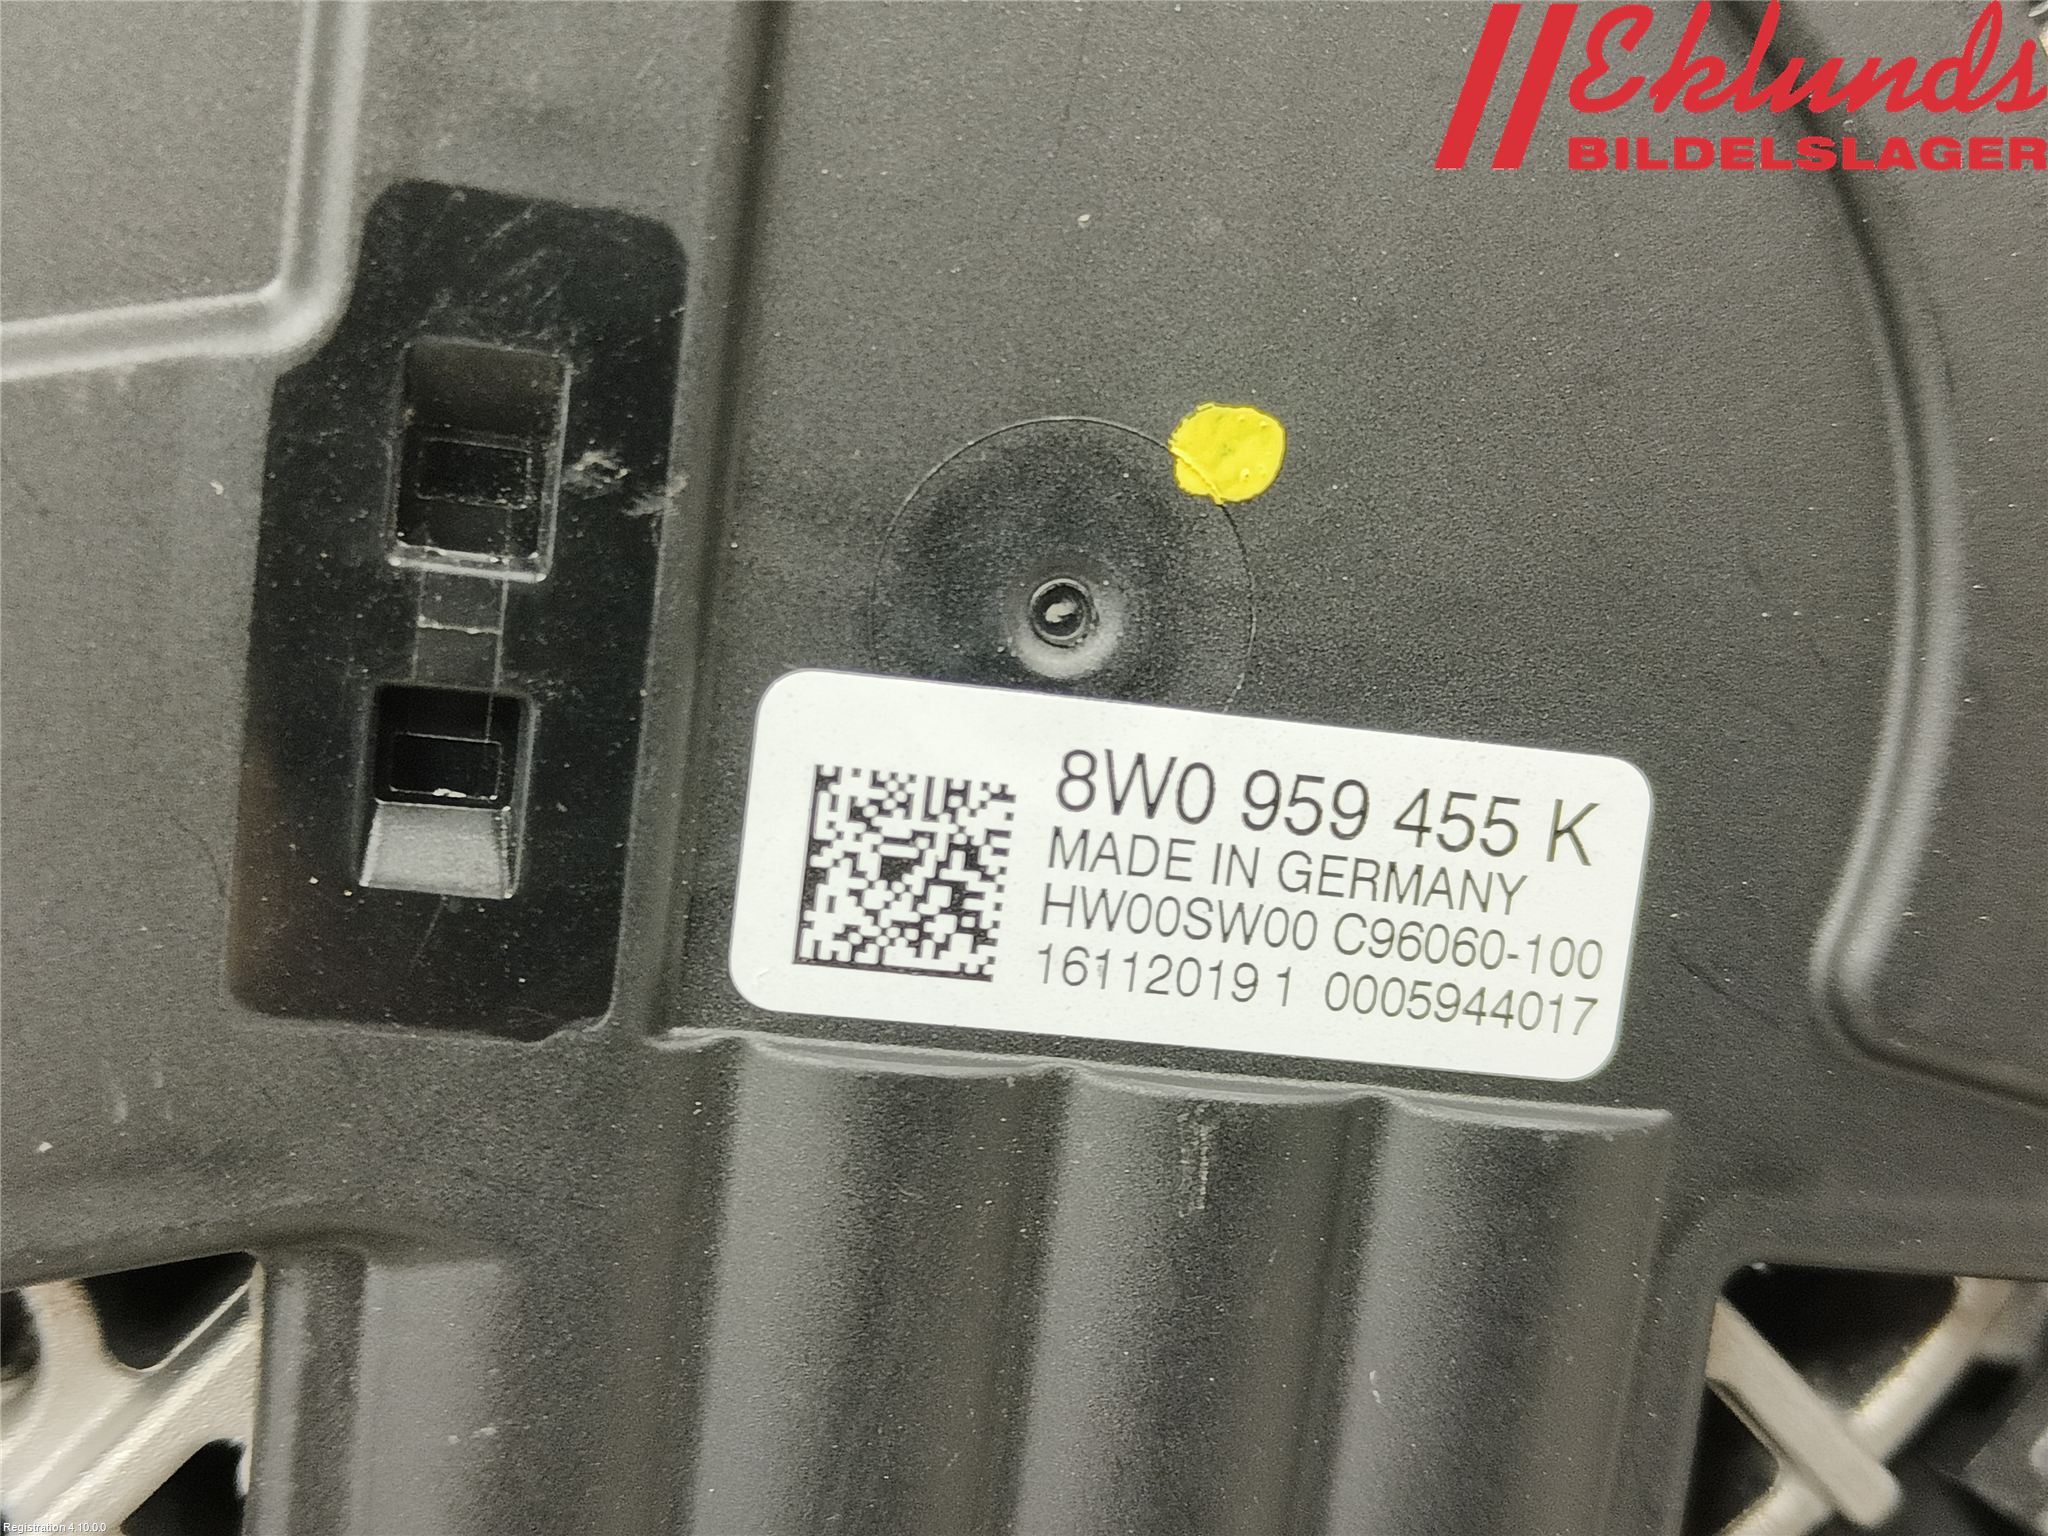 Eklunds
BILDELSLAGER
8W0 959 455 K
MADE IN GERMANY
HW00SW00 C96060-100
16112019 1 0005944017
Registration 4.10.0.0